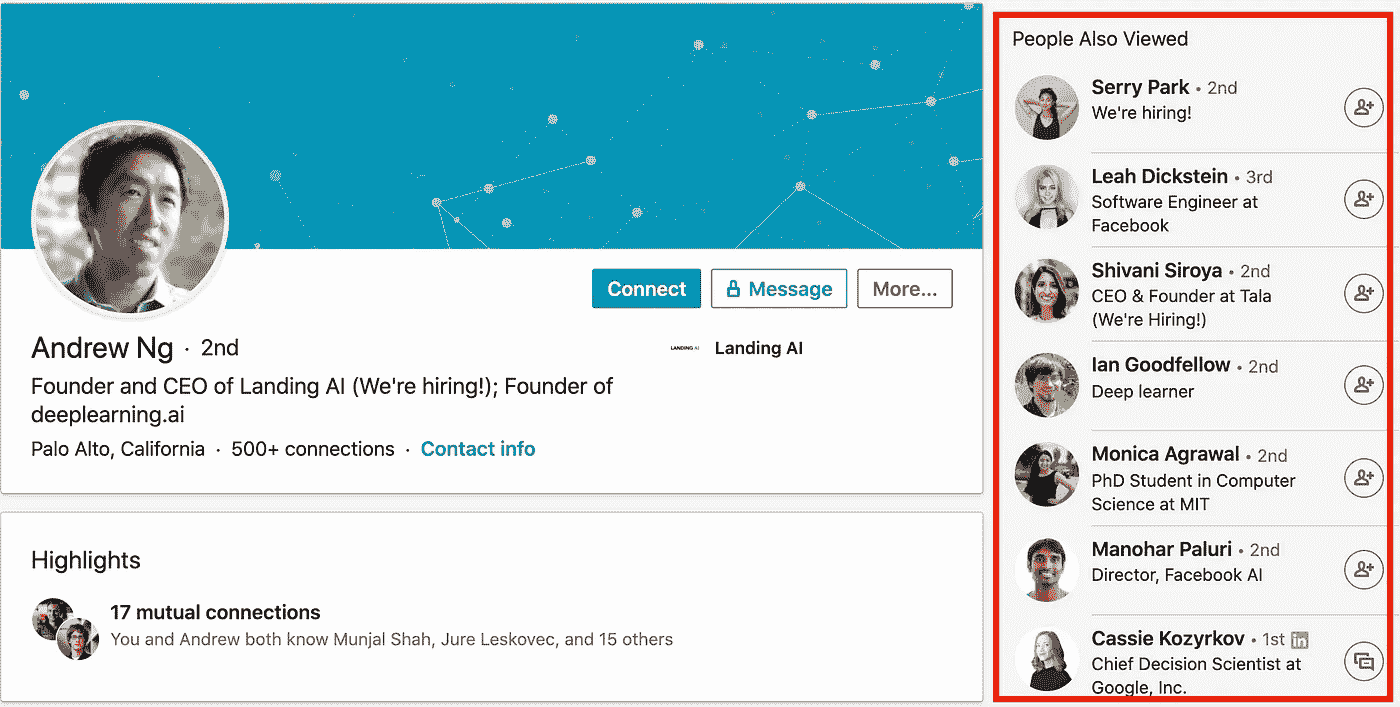 Connect
Message
More...
Andrew Ng · 2nd
LANDING AI
Landing AI
Founder and CEO of Landing AI (We're hiring!); Founder of
deeplearning.ai
Palo Alto, California · 500+ connections · Contact info
Highlights
17 mutual connections
You and Andrew both know Munjal Shah, Jure Leskovec, and 15 others
People Also Viewed
Serry Park • 2nd
We're hiring!
Leah Dickstein • 3rd
Software Engineer at
Facebook
Shivani Siroya • 2nd
CEO & Founder at Tala
(We're Hiring!)
Ian Goodfellow • 2nd
Deep learner
Monica Agrawal • 2nd
PhD Student in Computer
Science at MIT
Manohar Paluri • 2nd
Director, Facebook AI
Cassie Kozyrkov • 1st in
Chief Decision Scientist at
Google, Inc.